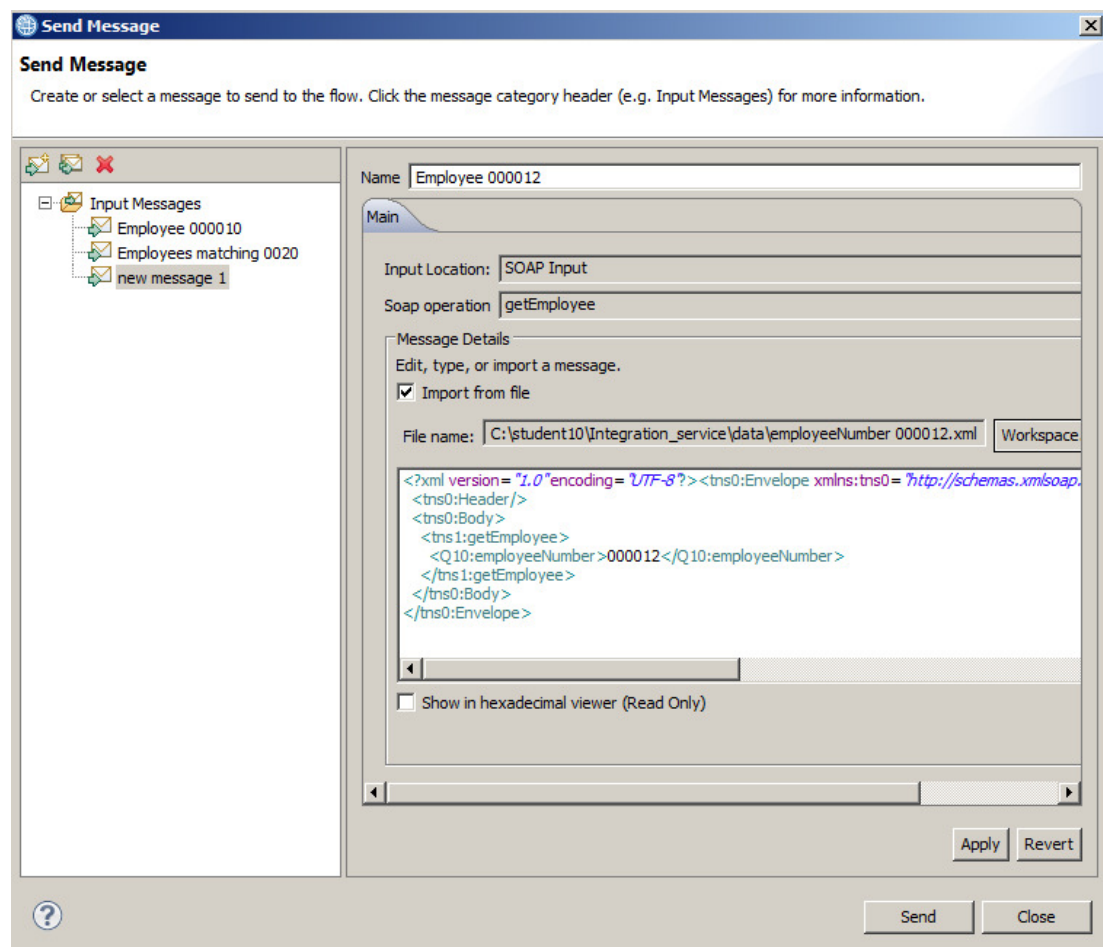 Send Message
Send Message
Create or select a message to send to the flow. Click the message category header (e.g. Input Messages) for more information.
Input Messages
Employee 000010
Employees matching 0020
new message 1
Name Employee 000012
Main
Input Location: SOAP Input
Soap operation getEmployee
Message Details
Edit, type, or import a message.
Import from file
File name: C:\student10\Integration_service\data\employeeNumber 000012.xml Workspace
<?xml version="1.0"encoding="UTF-8"?><tns0:Envelope xmlns:tns0="http://schemas.xmlsoap.
<tns0:Header/>
<tns0:Body>
<tns1:getEmployee>
<Q10:employeeNumber>000012</Q10:employeeNumber>
</tns1:getEmployee>
</tns0:Body>
</tns0:Envelope>
Show in hexadecimal viewer (Read Only)
Apply Revert
? Send Close